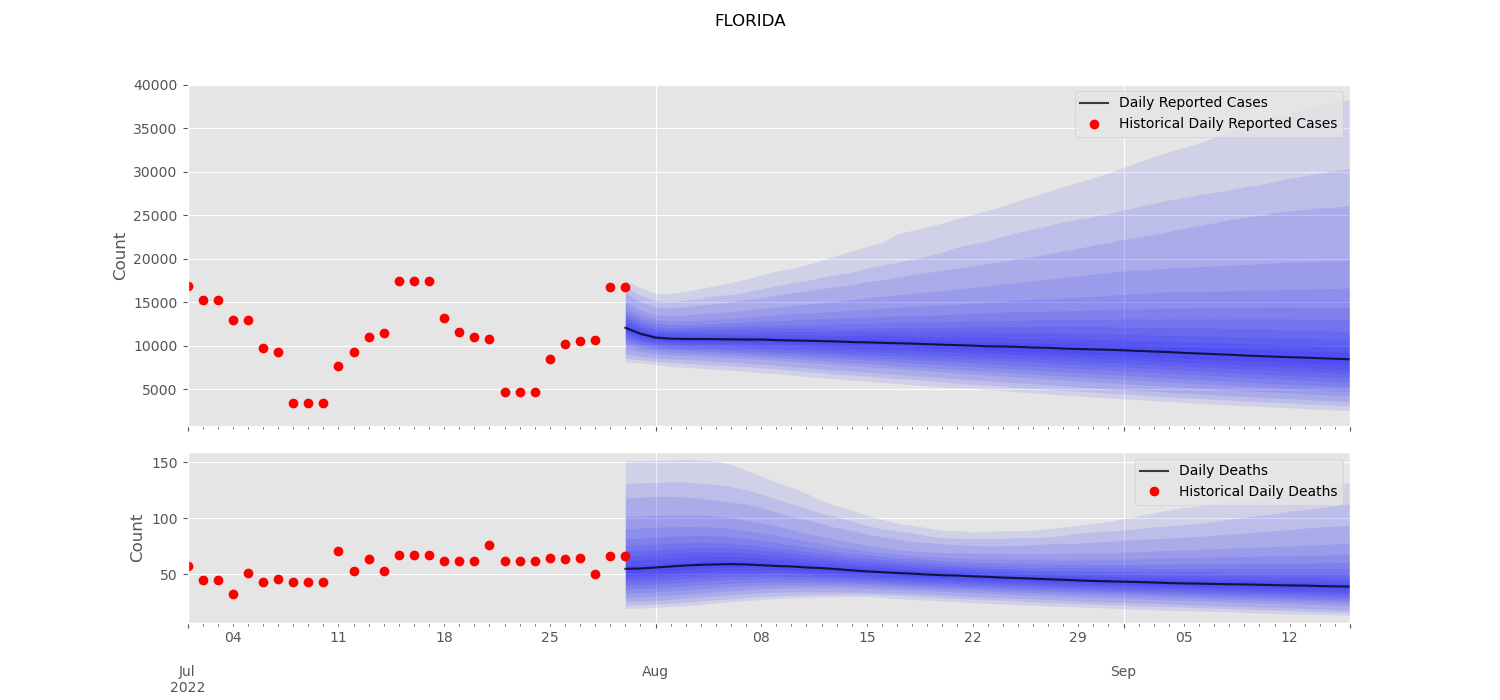 FLORIDA
40000
35000
30000
25000
20000
15000
10000
5000
Count
Daily Reported Cases
Historical Daily Reported Cases
150
100
50
Count
Daily Deaths
Historical Daily Deaths
04 11 18 25 08 15 22 29 05 12
Jul Aug Sep
2022